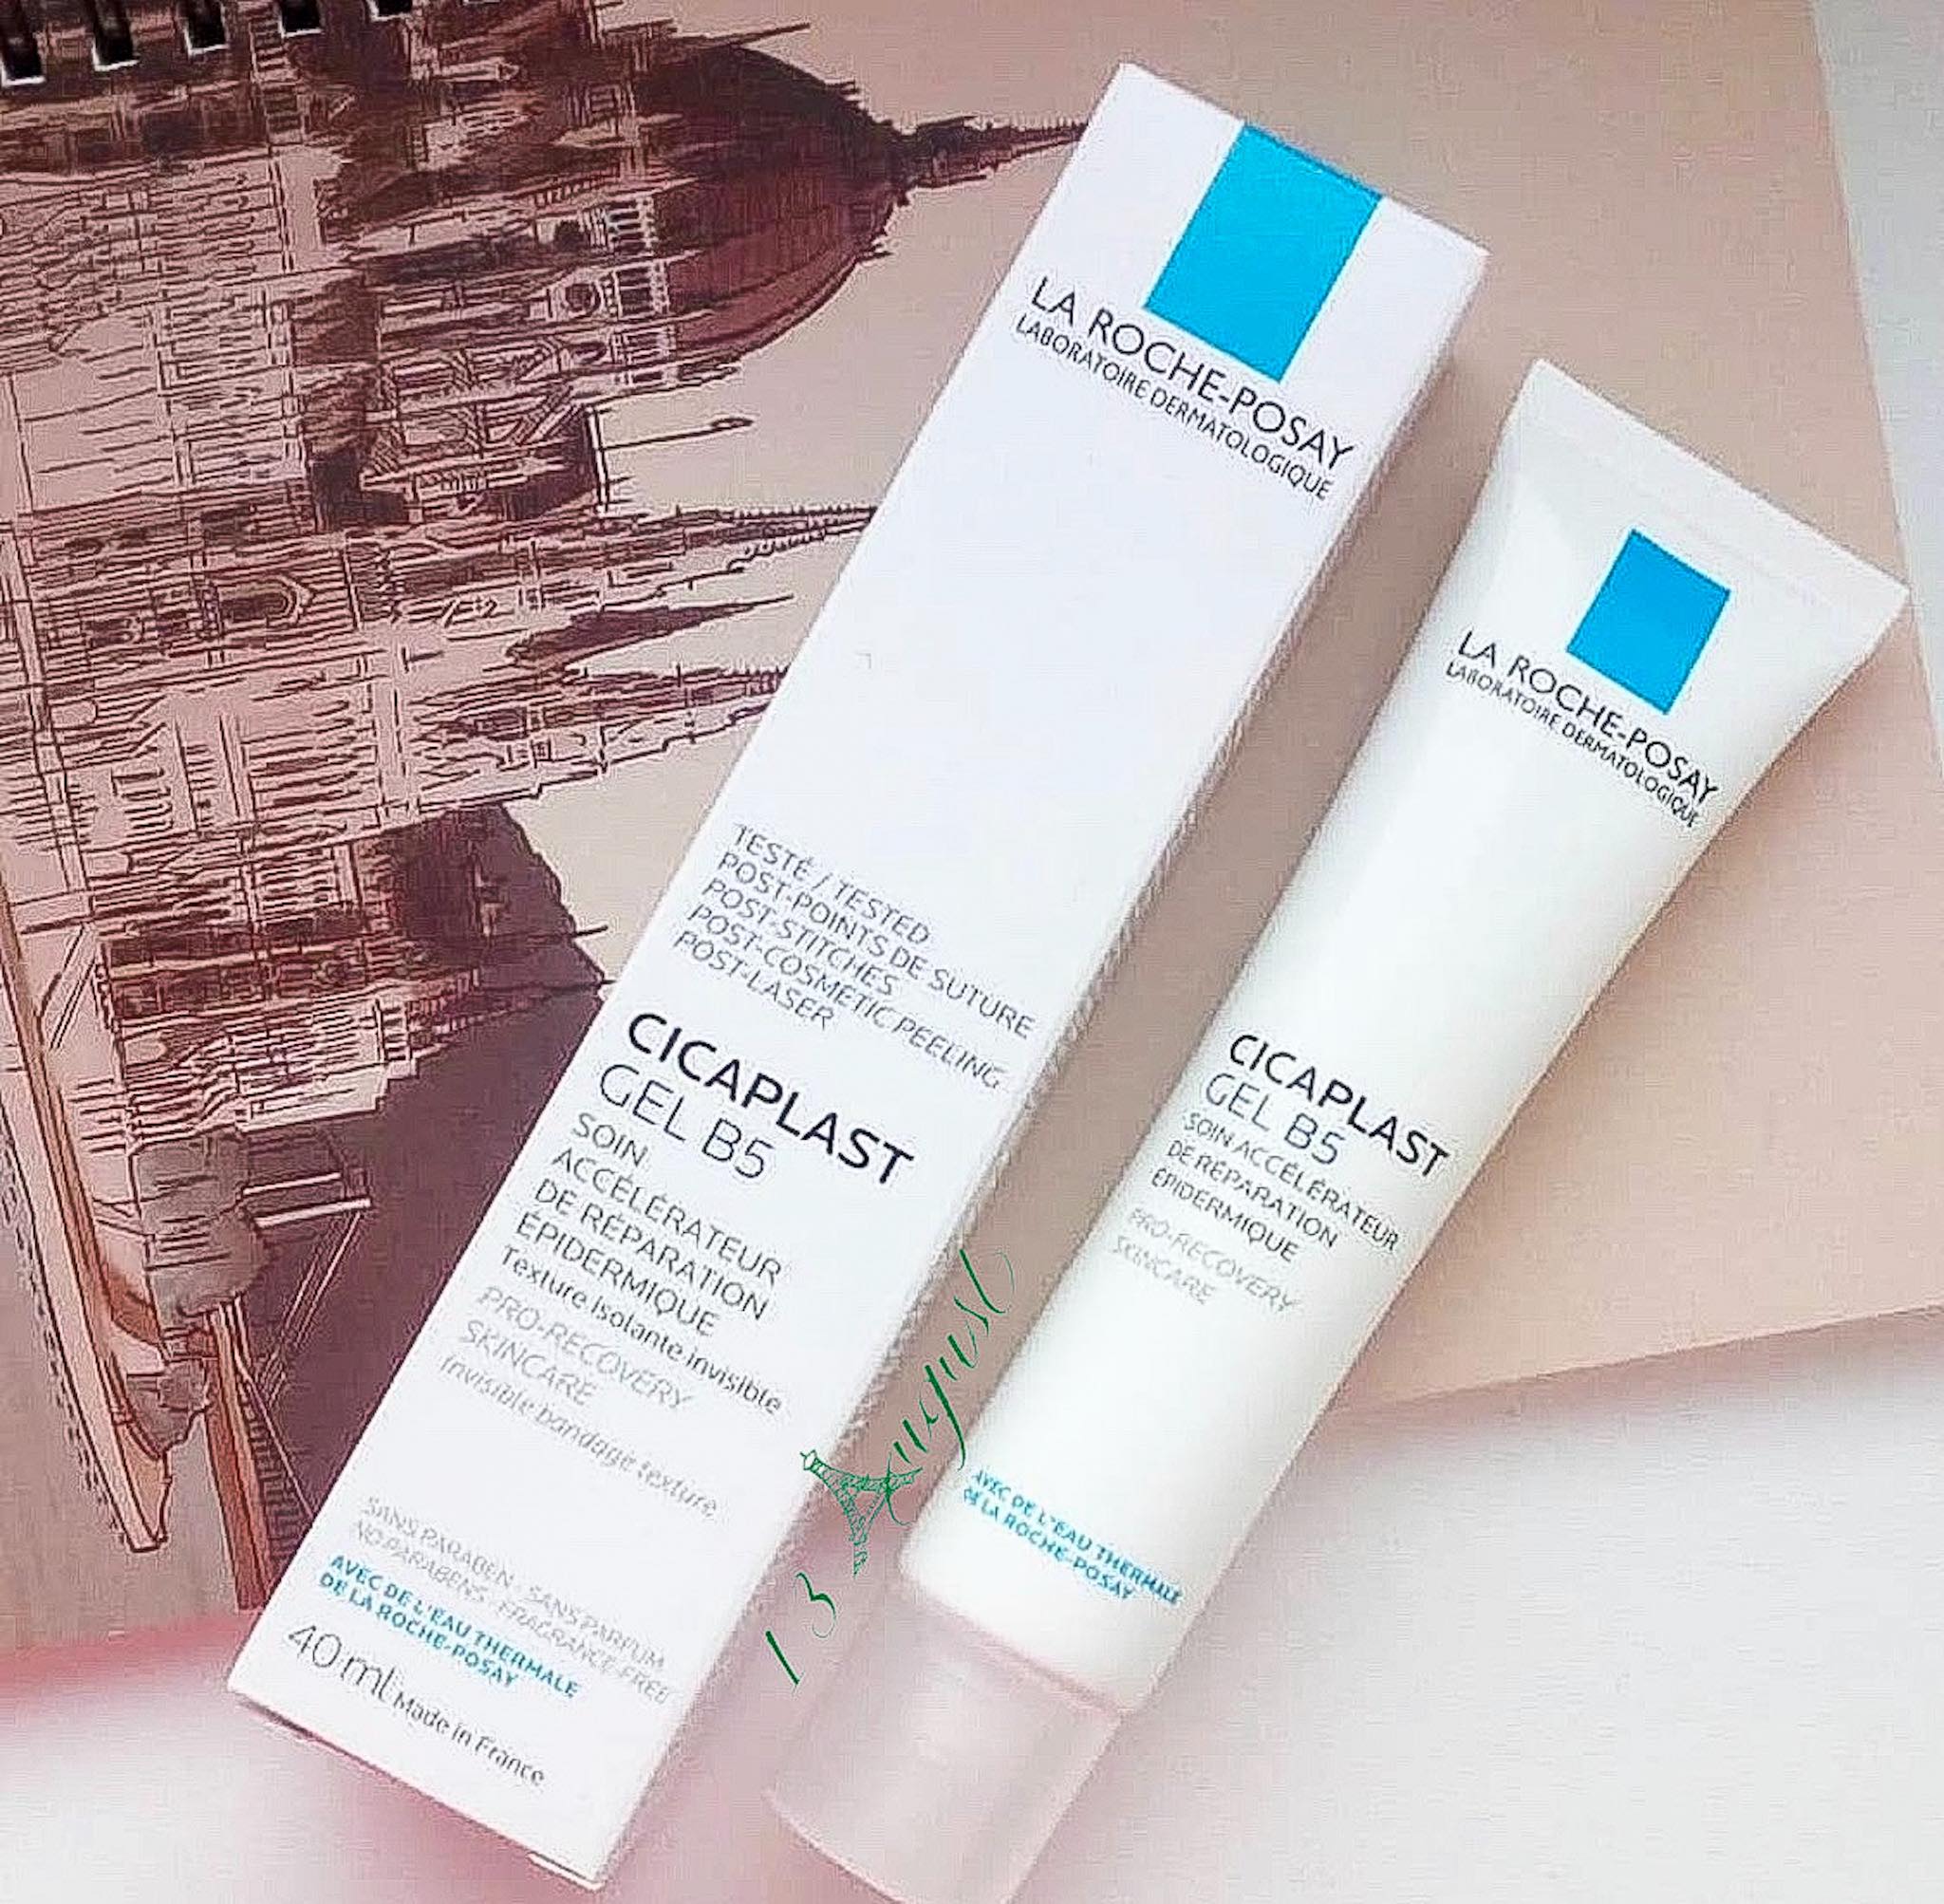 LA ROCHE-POSAY
LABORATOIRE DERMATOLOGIQUE
TESTÉ / TESTED
POST-POINTS DE SUTURE
POST-STITCHES
POST-COSMETIC PEELING
POST-LASER
CICAPLAST
GEL B5
SOIN
ACCÉLÉRATEUR
DE RÉPARATION
ÉPIDERMIQUE
Texture isolante invisible
PRO-RECOVERY
SKINCARE
Invisible bandage texture
SANS PARABEN - SANS PARFUM
NO PARABENS - FRAGRANCE-FREE
AVEC DE L'EAU THERMALE
DE LA ROCHE-POSAY
40 ml Made in France
LA ROCHE-POSAY
LABORATOIRE DERMATOLOGIQUE
CICAPLAST
GEL B5
SOIN ACCÉLÉRATEUR
DE RÉPARATION
ÉPIDERMIQUE
PRO-RECOVERY
SKINCARE
AVEC DE L'EAU THERMALE
DE LA ROCHE-POSAY
13 August